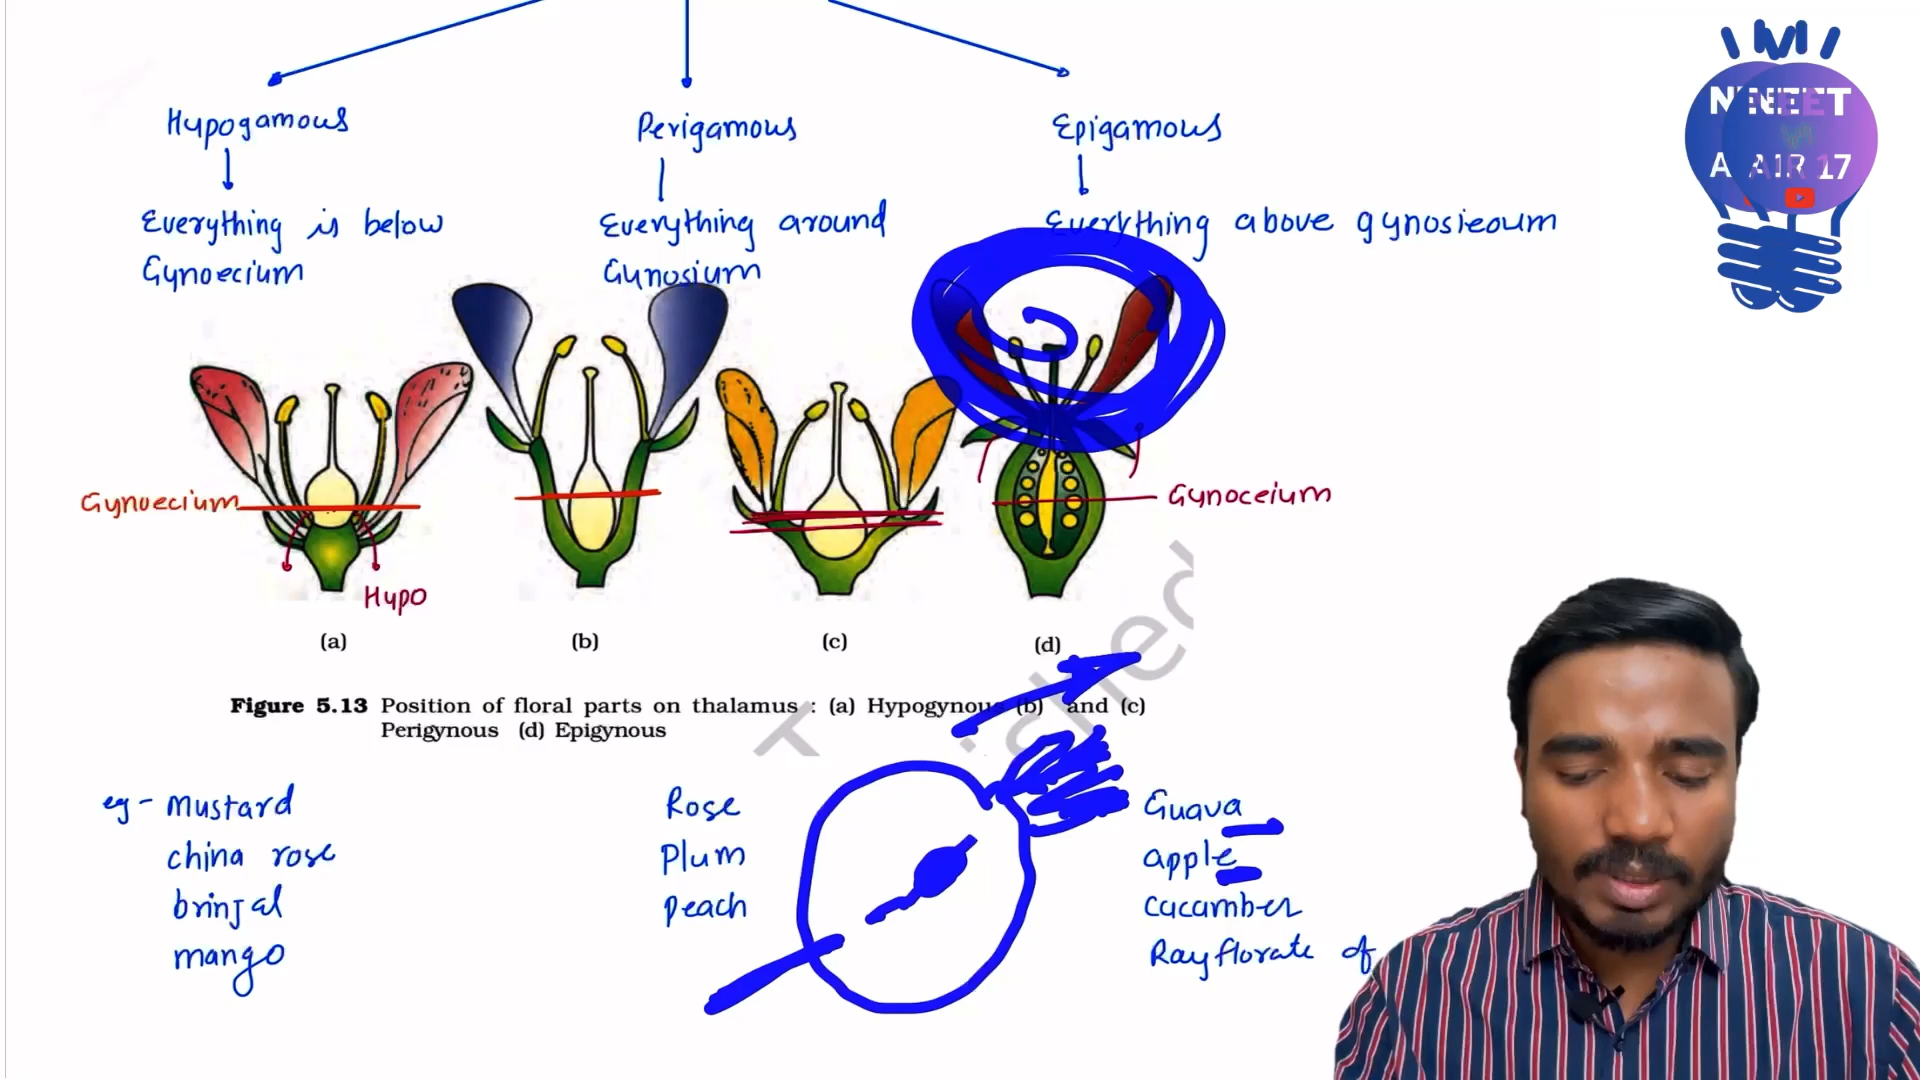 Hypogamous
Perigamous
Epigamous
Everything is below
Gynoecium
Everything around
Gynosium
Everything above gynosieoum
Gynoecium
Hypo
Gynoceium
(a)
(b)
(c)
(d)
Figure 5.13 Position of floral parts on thalamus : (a) Hypogynous (b) and (c)
Perigynous (d) Epigynous
eg - Mustard
china rose
brinjal
mango
Rose
Plum
Peach
Guava
apple
Cucumber
Ray florate of
AIR 17